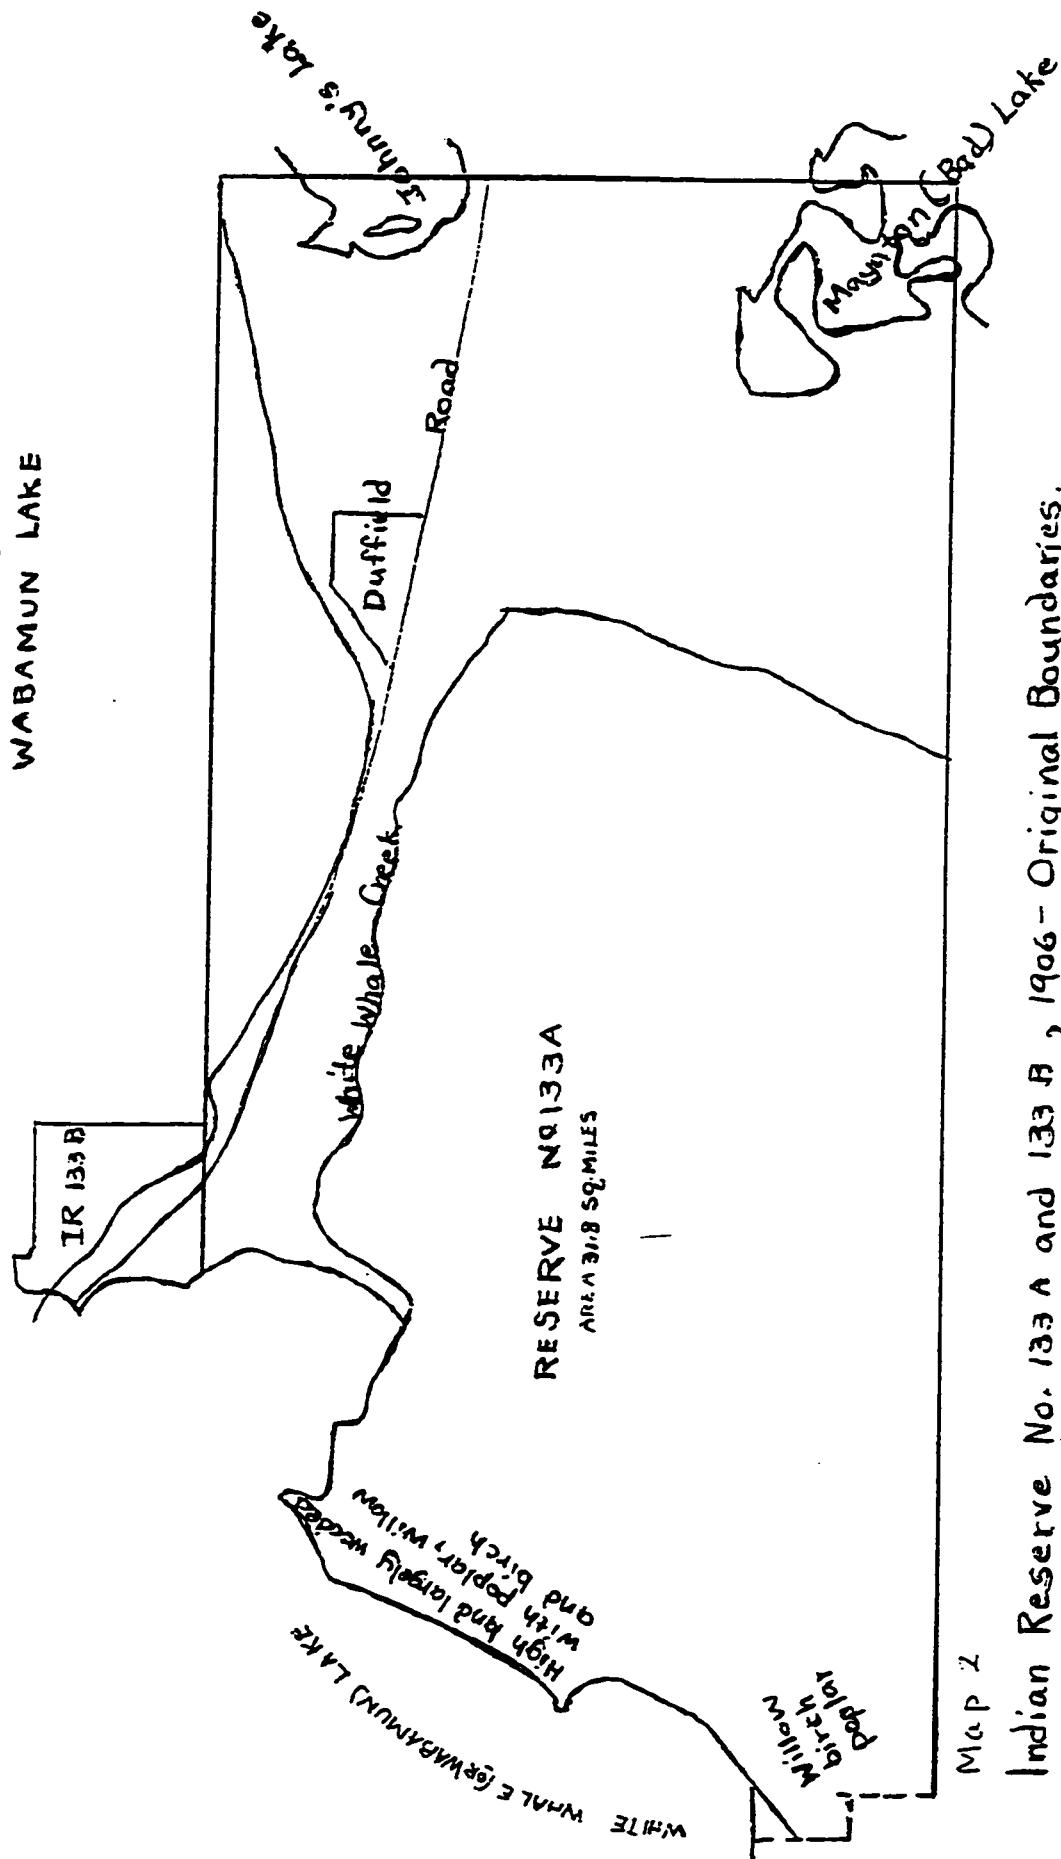 WABAMUN LAKE
Johnny's Lake
IR 133B
Duffield
Road
White Whale Creek
Mayatan (Bad) Lake
RESERVE No 133A
AREA 31.8 SQ. MILES
High land largely wooded
with poplar, willow
and birch
WHITE WHALE (or WABAMUN) LAKE
Willow
birch
poplar
Map 2
Indian Reserve No. 133 A and 133 B, 1906- Original Boundaries.